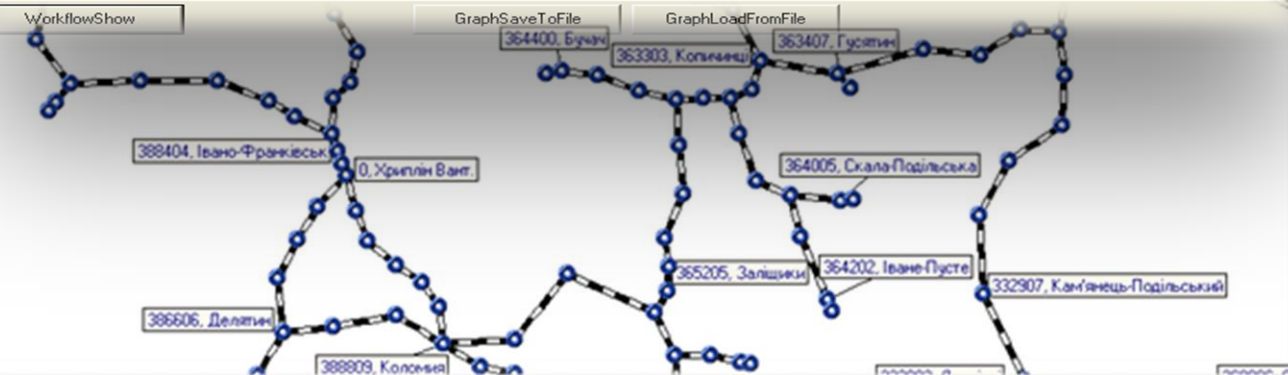 WorkflowShow
GraphSaveToFile
GraphLoadFromFile
364400, Бучач
363303, Копичинці
363407, Гусятин
388404, Івано-Франківськ
0, Хриплін Вант.
364005, Скала-Подільська
365205, Заліщики
364202, Іване-Пусте
332907, Кам'янець-Подільський
386606, Делятин
388809, Коломия